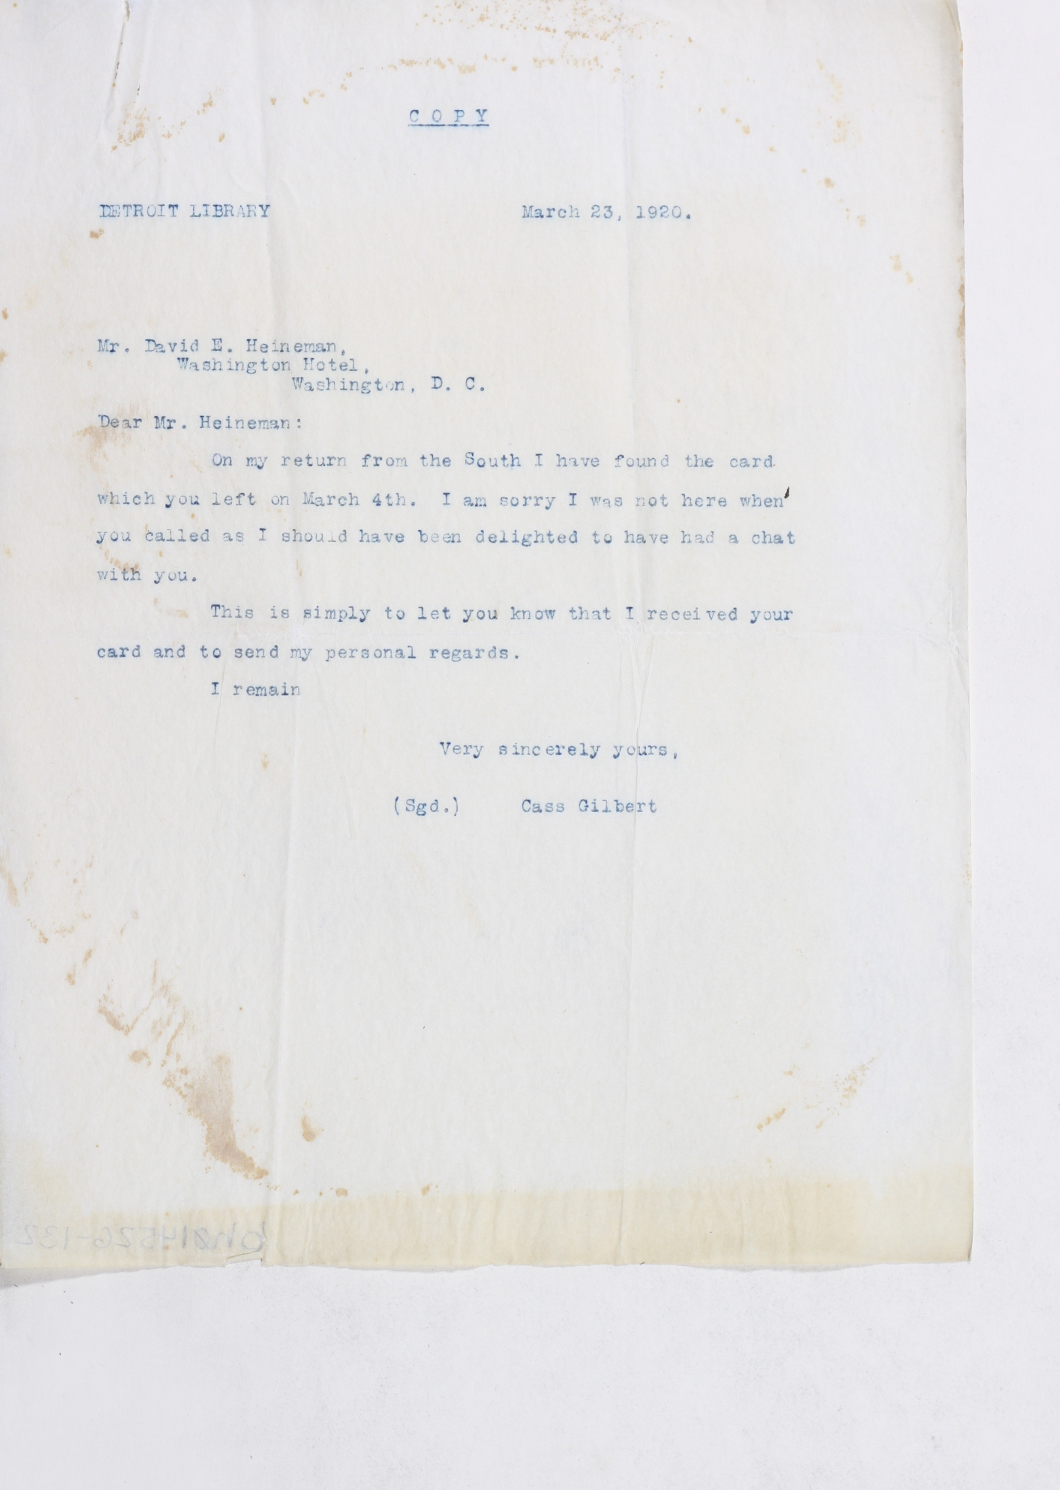 COPY
DETROIT LIBRARY March 23, 1920.
Mr. David E. Heineman,
Washington Hotel,
Washington, D. C.
Dear Mr. Heineman:
On my return from the South I have found the card
which you left on March 4th. I am sorry I was not here when
you called as I should have been delighted to have had a chat
with you.
This is simply to let you know that I received your
card and to send my personal regards.
I remain
Very sincerely yours,
(Sgd.) Cass Gilbert